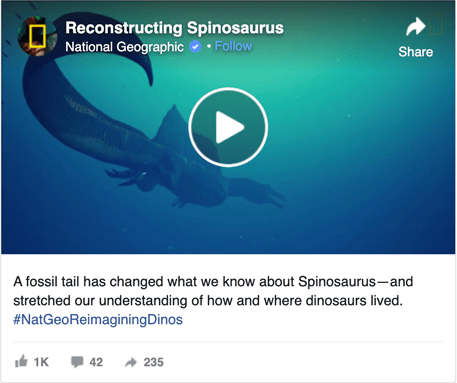 Reconstructing Spinosaurus
National Geographic • Follow
Share
A fossil tail has changed what we know about Spinosaurus—and
stretched our understanding of how and where dinosaurs lived.
#NatGeoReimaginingDinos
1K 42 235